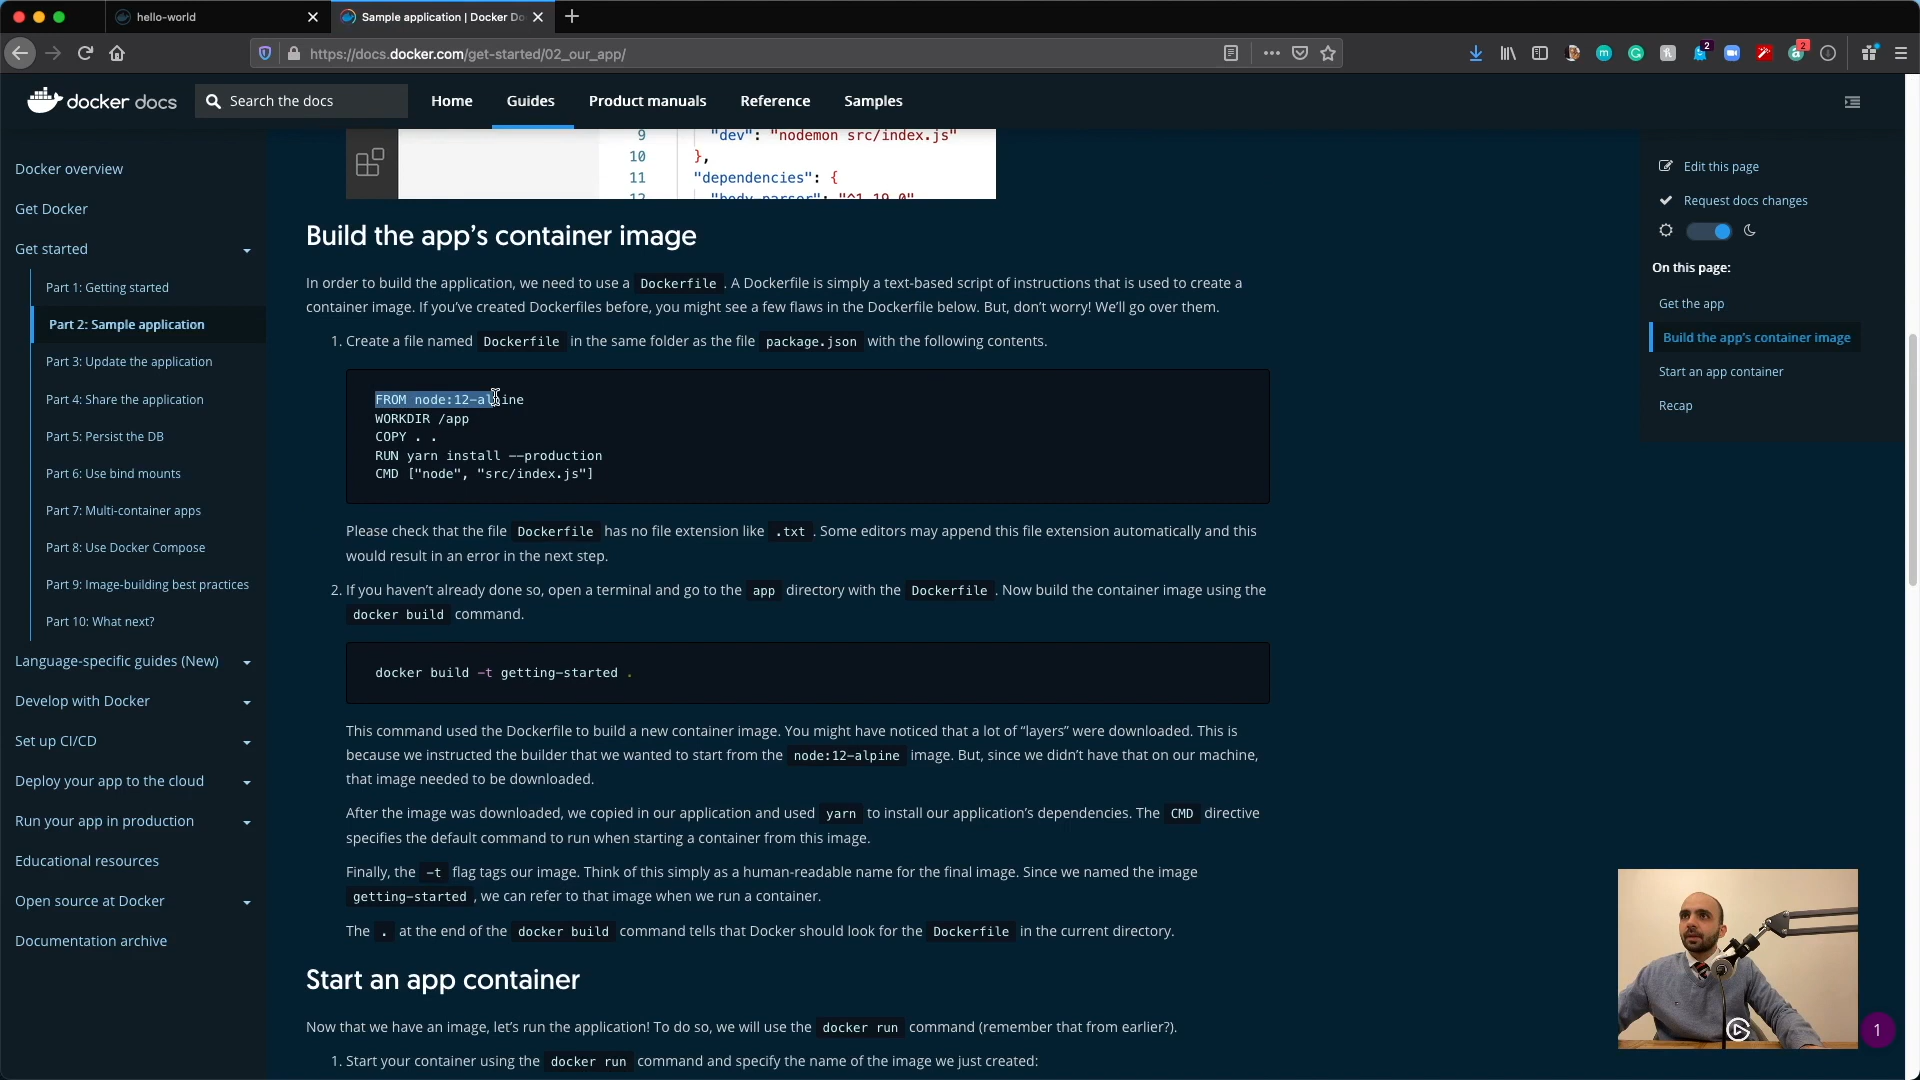 hello-world
Sample application | Docker Do
https://docs.docker.com/get-started/02_our_app/
2
2
docker docs
Search the docs
Home
Guides
Product manuals
Reference
Samples
Docker overview
Get Docker
Get started
Part 1: Getting started
Part 2: Sample application
Part 3: Update the application
Part 4: Share the application
Part 5: Persist the DB
Part 6: Use bind mounts
Part 7: Multi-container apps
Part 8: Use Docker Compose
Part 9: Image-building best practices
Part 10: What next?
Language-specific guides (New)
Develop with Docker
Set up CI/CD
Deploy your app to the cloud
Run your app in production
Educational resources
Open source at Docker
Documentation archive
9 "dev": "nodemon src/index.js"
10 },
11 "dependencies": {
12 "body-parser": "^1.19.0"
Build the app's container image
In order to build the application, we need to use a Dockerfile . A Dockerfile is simply a text-based script of instructions that is used to create a
container image. If you've created Dockerfiles before, you might see a few flaws in the Dockerfile below. But, don't worry! We'll go over them.
1. Create a file named Dockerfile in the same folder as the file package.json with the following contents.
FROM node:12-alpine
WORKDIR /app
COPY . .
RUN yarn install --production
CMD ["node", "src/index.js"]
Please check that the file Dockerfile has no file extension like .txt . Some editors may append this file extension automatically and this
would result in an error in the next step.
2. If you haven't already done so, open a terminal and go to the app directory with the Dockerfile . Now build the container image using the
docker build command.
docker build -t getting-started .
This command used the Dockerfile to build a new container image. You might have noticed that a lot of “layers” were downloaded. This is
because we instructed the builder that we wanted to start from the node:12-alpine image. But, since we didn't have that on our machine,
that image needed to be downloaded.
After the image was downloaded, we copied in our application and used yarn to install our application's dependencies. The CMD directive
specifies the default command to run when starting a container from this image.
Finally, the -t flag tags our image. Think of this simply as a human-readable name for the final image. Since we named the image
getting-started , we can refer to that image when we run a container.
The . at the end of the docker build command tells that Docker should look for the Dockerfile in the current directory.
Start an app container
Now that we have an image, let's run the application! To do so, we will use the docker run command (remember that from earlier?).
1. Start your container using the docker run command and specify the name of the image we just created:
Edit this page
Request docs changes
On this page:
Get the app
Build the app's container image
Start an app container
Recap
1